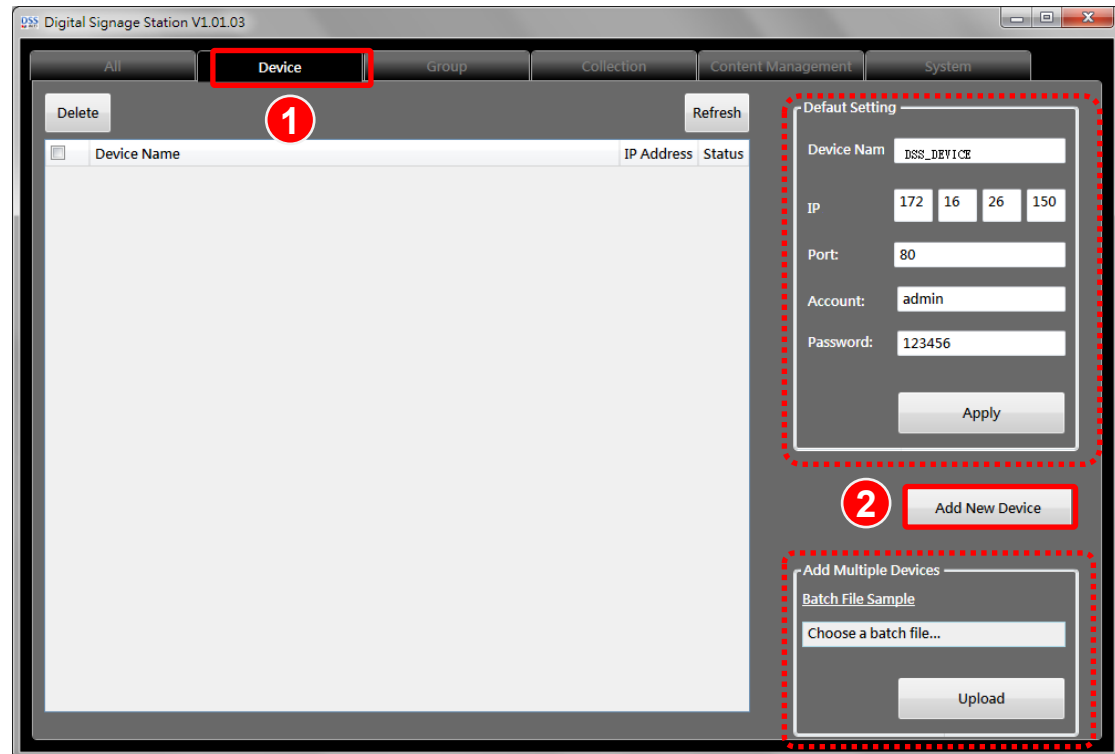 DSS Digital Signage Station V1.01.03
All Device Group Collection Content Management System
1
Delete Refresh
Device Name IP Address Status
Defaut Setting
Device Nam DSS_DEVICE
IP 172 16 26 150
Port: 80
Account: admin
Password: 123456
Apply
2 Add New Device
Add Multiple Devices
Batch File Sample
Choose a batch file...
Upload